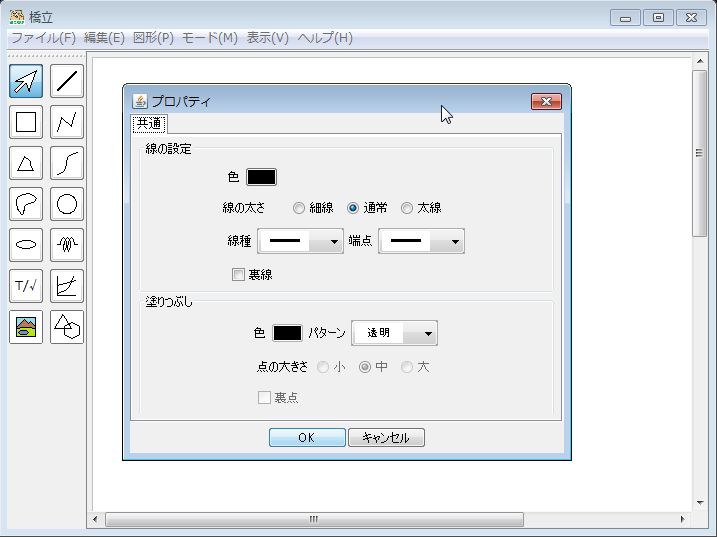 橋立
ファイル(F) 編集(E) 図形(P) モード(M) 表示(V) ヘルプ(H)
プロパティ
共通
線の設定
色
線の太さ 細線 通常 太線
線種 端点
裏線
塗りつぶし
色 パターン 透明
点の大きさ 小 中 大
裏点
OK キャンセル
T/√